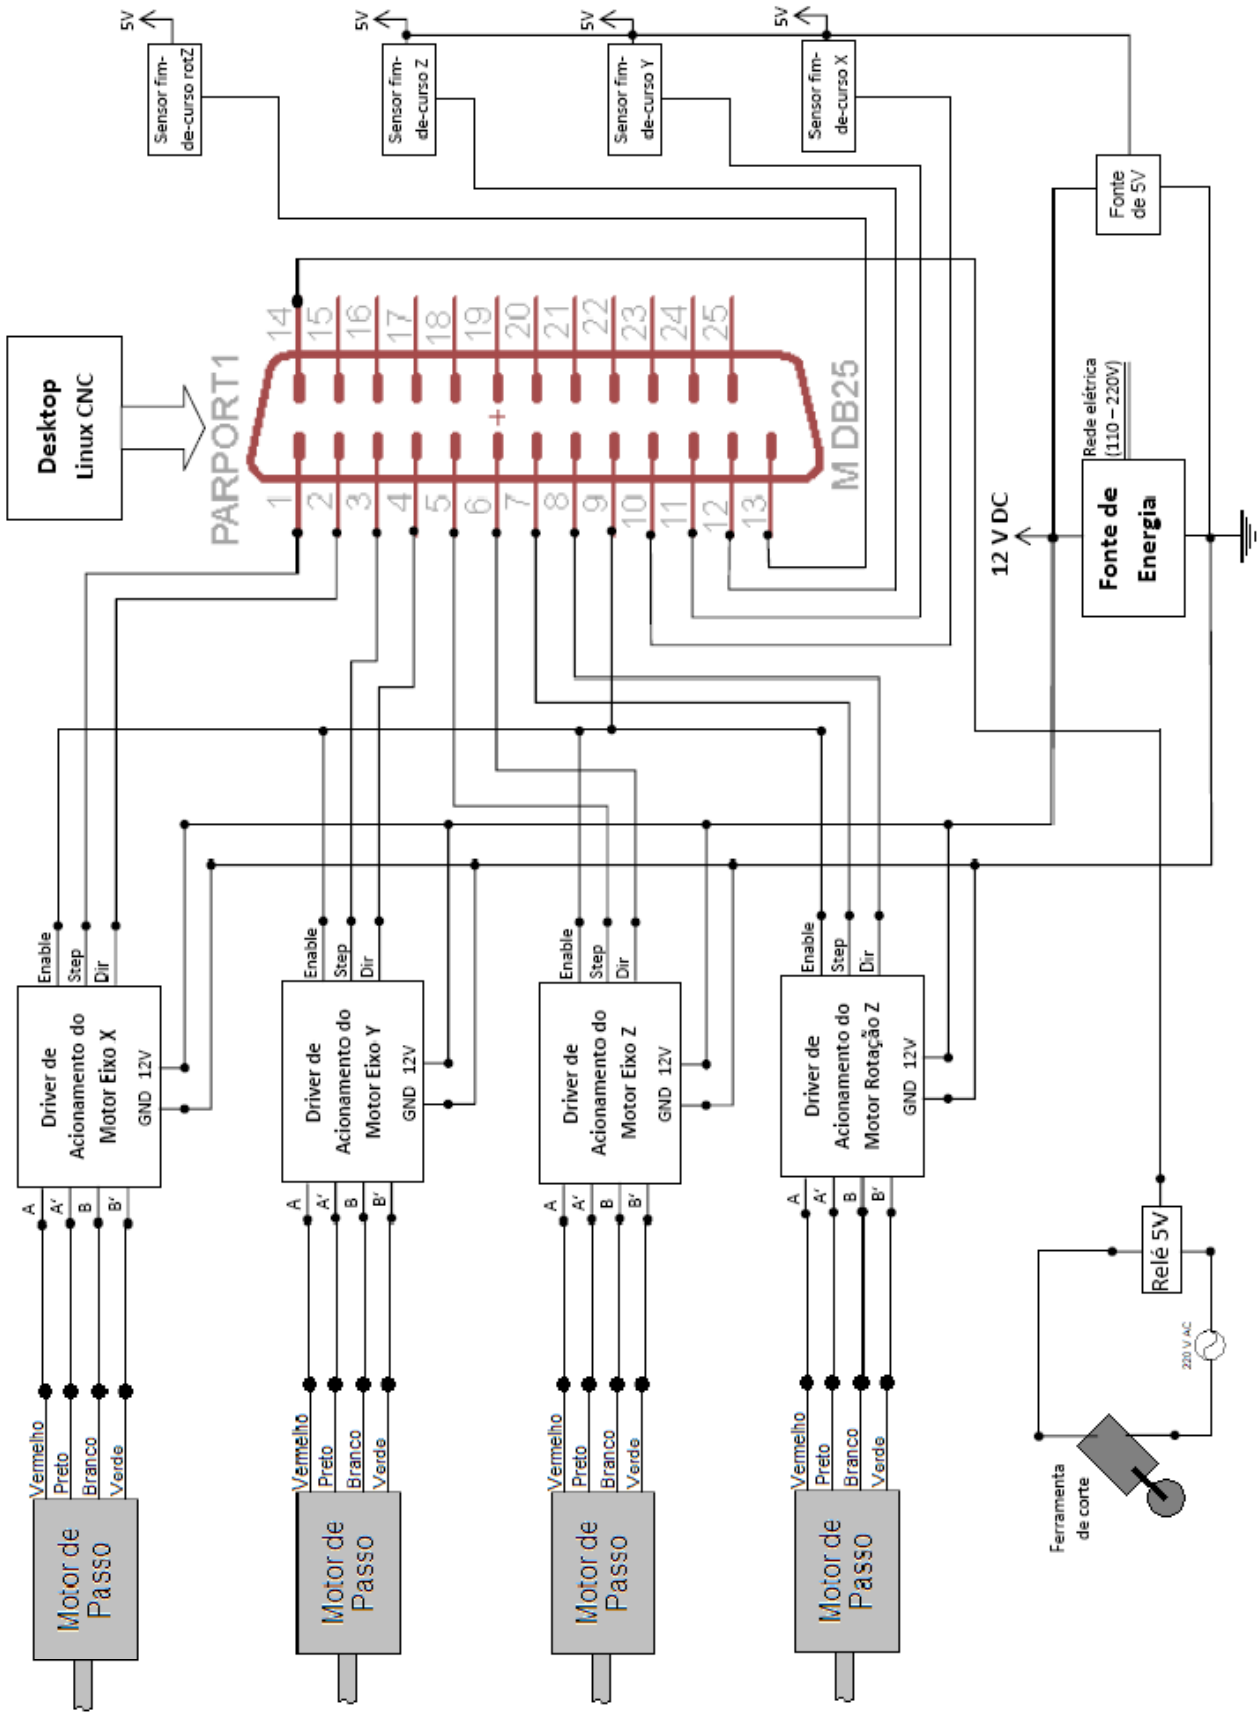 5V
5V
5V
5V
Sensor fim-
de-curso rotZ
Sensor fim-
de-curso Z
Sensor fim-
de-curso Y
Sensor fim-
de-curso X
Fonte
de 5V
Desktop
Linux CNC
PARPORT1
14
15
16
17
18
19
20
21
22
23
24
25
1
2
3
4
5
6
7
8
9
10
11
12
13
M DB25
Rede elétrica
(110 – 220V)
12 V DC
Fonte de
Energia
Enable
Step
Dir
Driver de
Acionamento do
Motor Eixo X
GND 12V
A
A'
B
B'
Enable
Step
Dir
Driver de
Acionamento do
Motor Eixo Y
GND 12V
A
A'
B
B'
Enable
Step
Dir
Driver de
Acionamento do
Motor Eixo Z
GND 12V
A
A'
B
B'
Enable
Step
Dir
Driver de
Acionamento do
Motor Rotação Z
GND 12V
A
A'
B
B'
Relé 5V
220 V AC
Ferramenta
de corte
Vermelho
Preto
Branco
Verde
Motor de
Passo
Vermelho
Preto
Branco
Verde
Motor de
Passo
Vermelho
Preto
Branco
Verde
Motor de
Passo
Vermelho
Preto
Branco
Verde
Motor de
Passo